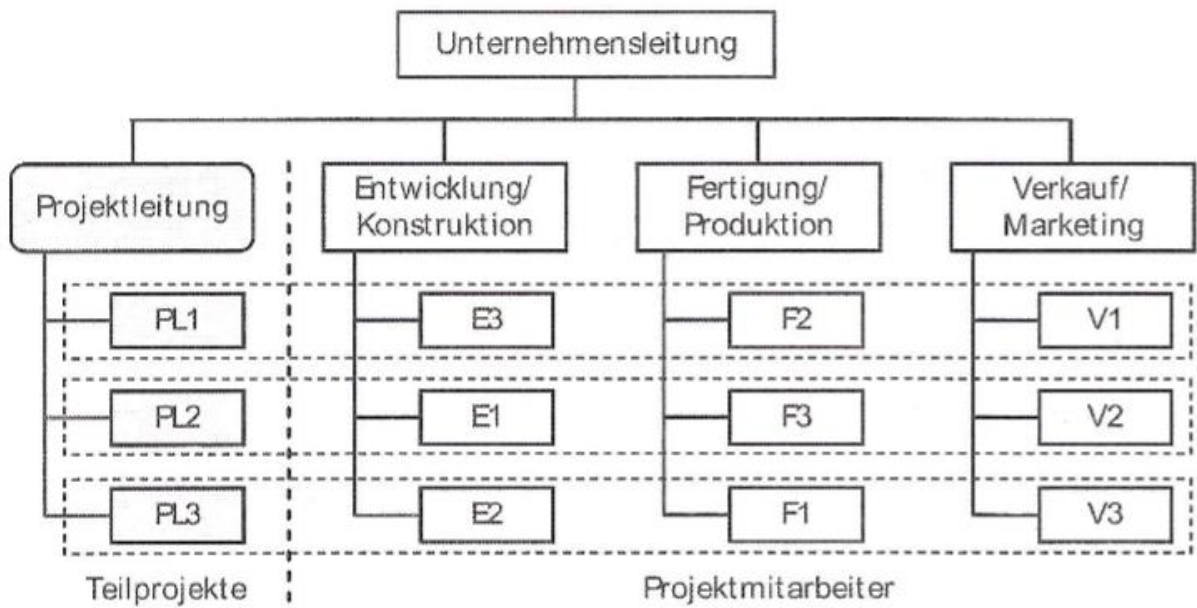 Unternehmensleitung
Projektleitung
Entwicklung/
Konstruktion
Fertigung/
Produktion
Verkauf/
Marketing
PL1
E3
F2
V1
PL2
E1
F3
V2
PL3
E2
F1
V3
Teilprojekte
Projektmitarbeiter